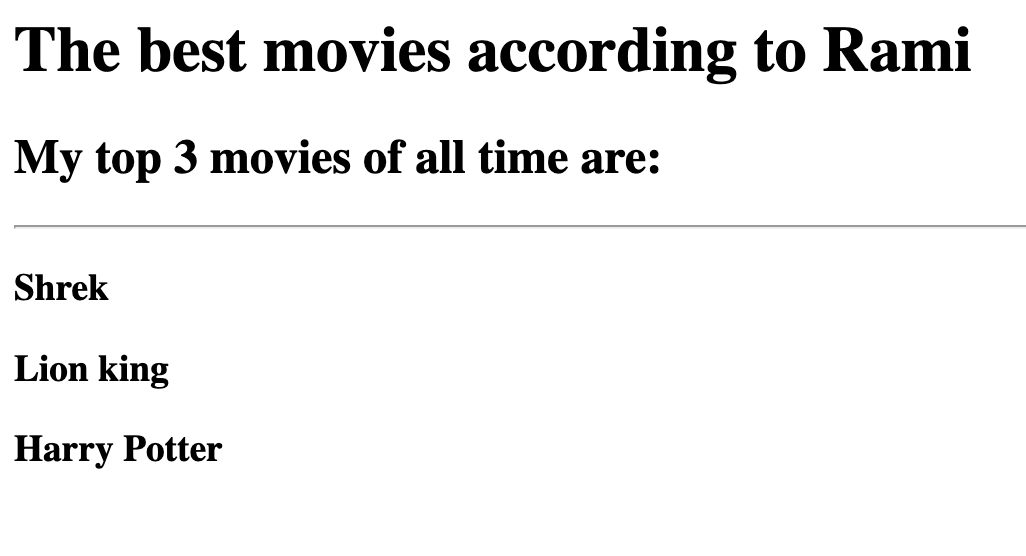 The best movies according to Rami
My top 3 movies of all time are:
Shrek
Lion king
Harry Potter